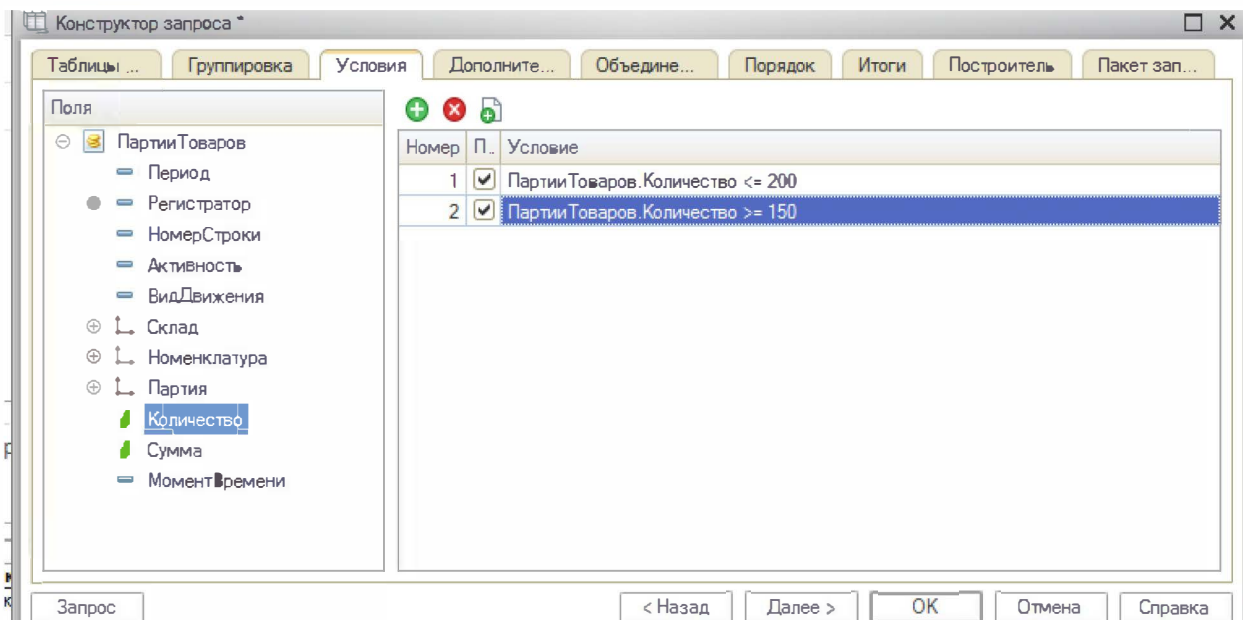 Конструктор запроса *
Таблицы ... Группировка Условия Дополните... Объедине... Порядок Итоги Построитель Пакет зап...
Поля
ПартииТоваров
Номер П.. Условие
Период
1 ПартииТоваров.Количество <= 200
Регистратор
2 ПартииТоваров.Количество >= 150
НомерСтроки
Активность
ВидДвижения
Склад
Номенклатура
Партия
Количество
Сумма
МоментВремени
Запрос < Назад Далее > ОК Отмена Справка